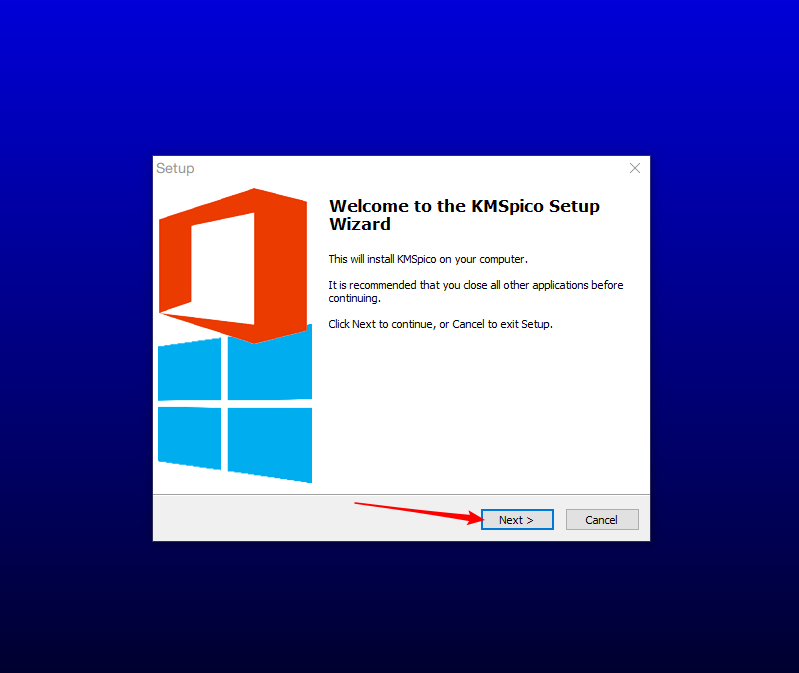 Setup
Welcome to the KMSpico Setup
Wizard
This will install KMSpico on your computer.
It is recommended that you close all other applications before
continuing.
Click Next to continue, or Cancel to exit Setup.
Next >
Cancel